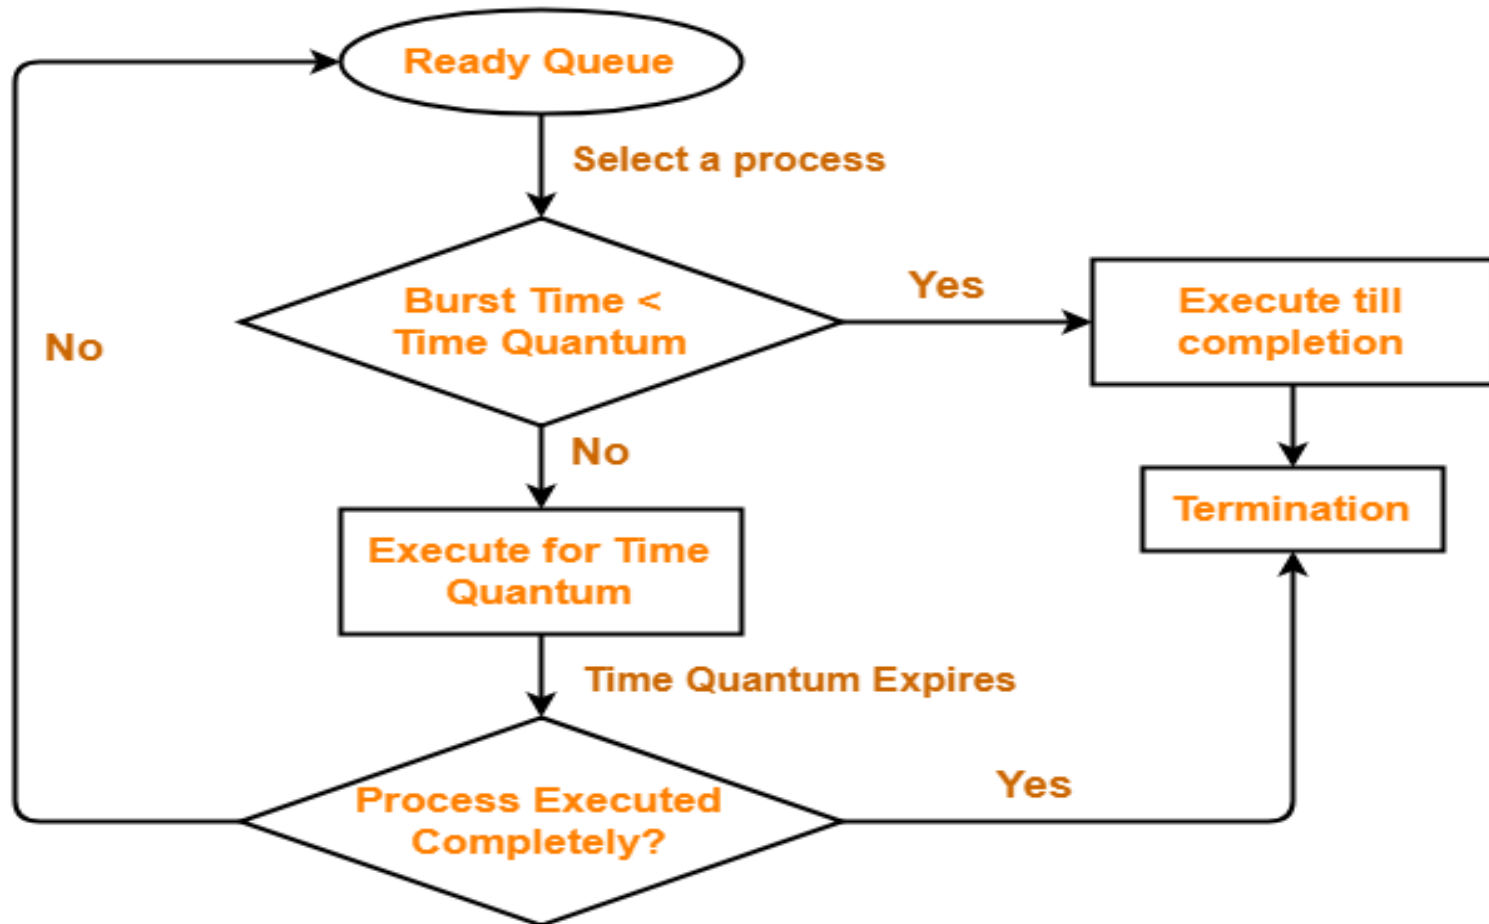 Ready Queue
Select a process
Burst Time <
Time Quantum
Yes
Execute till
completion
No
No
Termination
Execute for Time
Quantum
Time Quantum Expires
Process Executed
Completely?
Yes